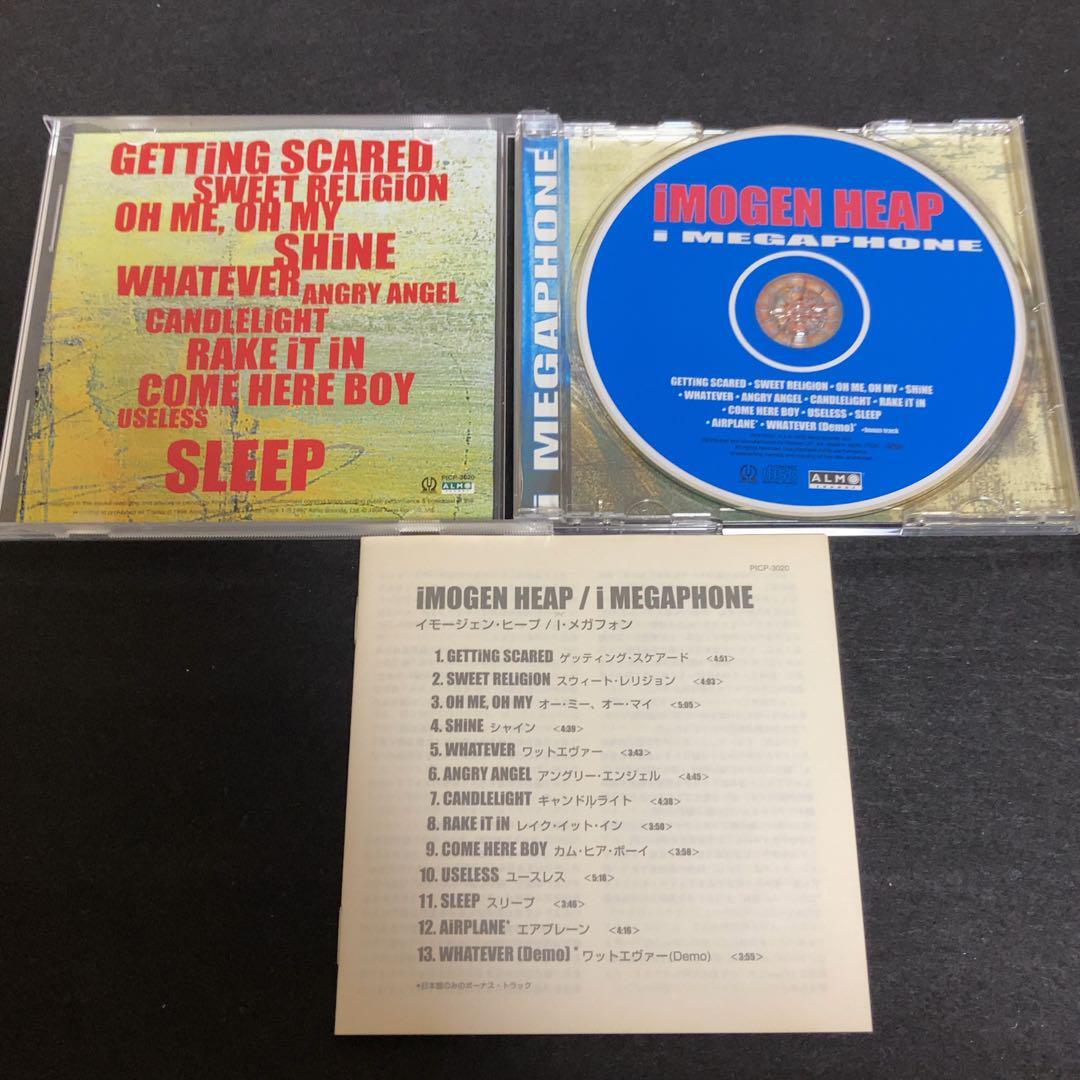 GETTiNG SCARED
SWEET RELiGiON
OH ME, OH MY
SHiNE
WHATEVER
ANGRY ANGEL
CANDLELiGHT
RAKE iT iN
COME HERE BOY
USELESS
SLEEP
PICP-3020
ALMO
i MEGAPHONE
iMOGEN HEAP
i MEGAPHONE
GETTiNG SCARED • SWEET RELiGiON • OH ME, OH MY • SHiNE
• WHATEVER • ANGRY ANGEL • CANDLELiGHT • RAKE iT iN
• COME HERE BOY • USELESS • SLEEP
• AiRPLANE* • WHATEVER (Demo)* *bonus track
ALMO
SOUNDS
PICP-3020
iMOGEN HEAP / i MEGAPHONE
イモージェン・ヒープ / I・メガフォン
アイ
1. GETTiNG SCARED ゲッティング・スケアード <4:51>
2. SWEET RELiGiON スウィート・レリジョン <4:03>
3. OH ME, OH MY オー・ミー、オー・マイ <5:05>
4. SHiNE シャイン <4:39>
5. WHATEVER ワットエヴァー <3:43>
6. ANGRY ANGEL アングリー・エンジェル <4:45>
7. CANDLELiGHT キャンドルライト <4:38>
8. RAKE iT iN レイク・イット・イン <3:50>
9. COME HERE BOY カム・ヒア・ボーイ <3:56>
10. USELESS ユースレス <5:16>
11. SLEEP スリープ <3:46>
12. AiRPLANE* エアプレーン <4:16>
13. WHATEVER (Demo)* ワットエヴァー(Demo) <3:55>
*日本盤のみのボーナス・トラック